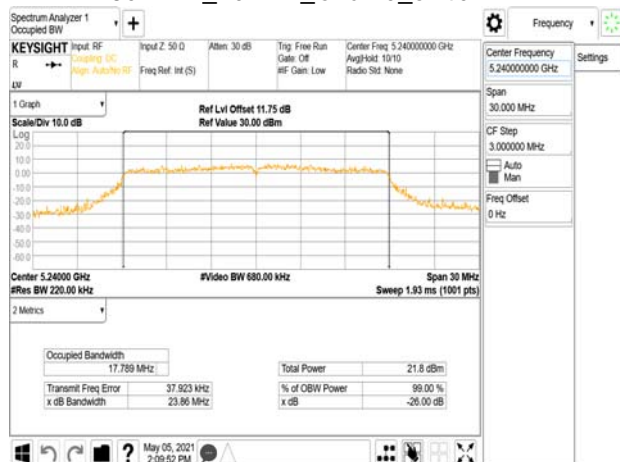 Spectrum Analyzer 1
Occupied BW
Frequency
KEYSIGHT
Input: RF
Coupling: DC
Align: Auto/No RF
Input Z: 50 Ω
Freq Ref: Int (S)
Atten: 30 dB
Trig: Free Run
Gate: Off
#IF Gain: Low
Center Freq: 5.240000000 GHz
Avg|Hold: 10/10
Radio Std: None
R
Center Frequency
5.240000000 GHz
Settings
Span
30.000 MHz
CF Step
3.000000 MHz
Auto
Man
Freq Offset
0 Hz
1 Graph
Scale/Div 10.0 dB
Ref Lvl Offset 11.75 dB
Ref Value 30.00 dBm
Log
20.0
10.0
0.00
-10.0
-20.0
-30.0
-40.0
-50.0
-60.0
Center 5.24000 GHz
#Res BW 220.00 kHz
#Video BW 680.00 kHz
Span 30 MHz
Sweep 1.93 ms (1001 pts)
2 Metrics
Occupied Bandwidth
17.789 MHz
Transmit Freq Error 37.923 kHz
x dB Bandwidth 23.86 MHz
Total Power 21.8 dBm
% of OBW Power 99.00 %
x dB -26.00 dB
May 05, 2021
2:09:52 PM